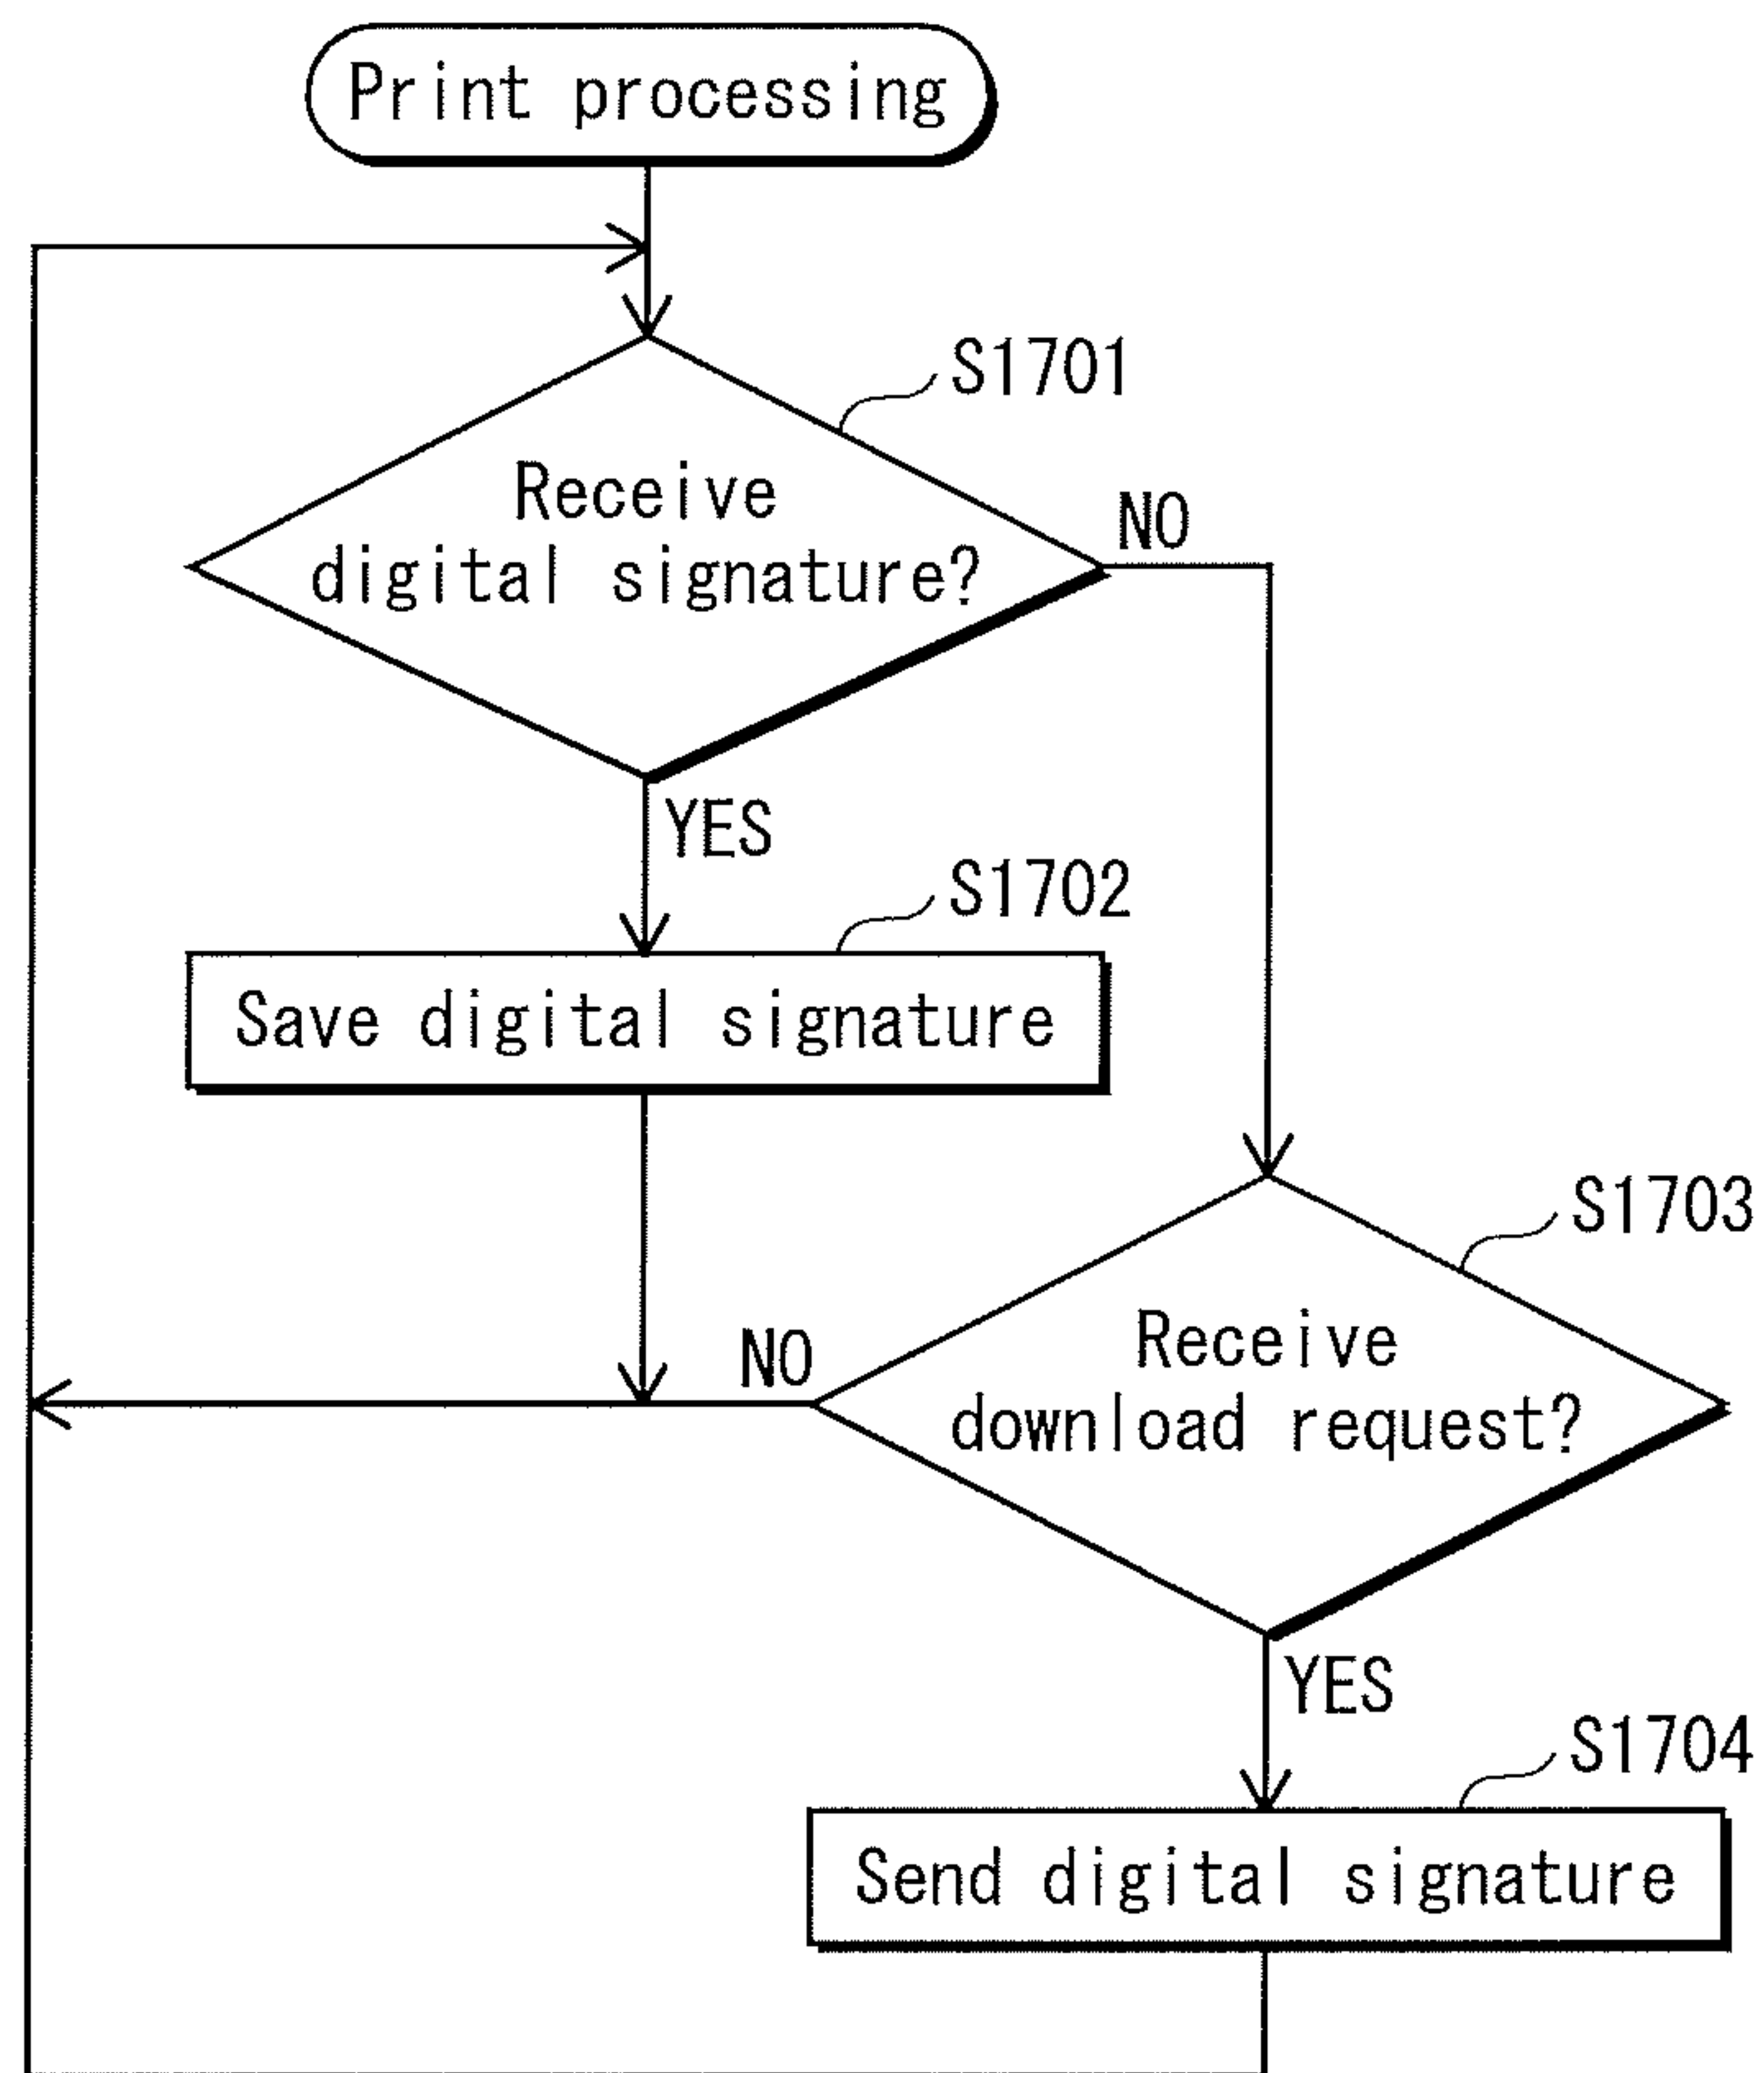 Print processing
S1701
Receive
digital signature?
NO
YES
S1702
Save digital signature
S1703
NO
Receive
download request?
YES
S1704
Send digital signature